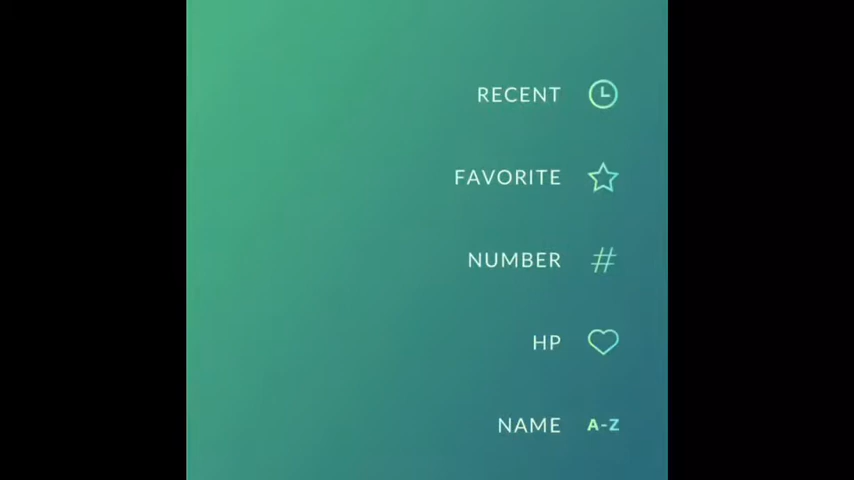 RECENT
FAVORITE
NUMBER #
HP
NAME A-Z